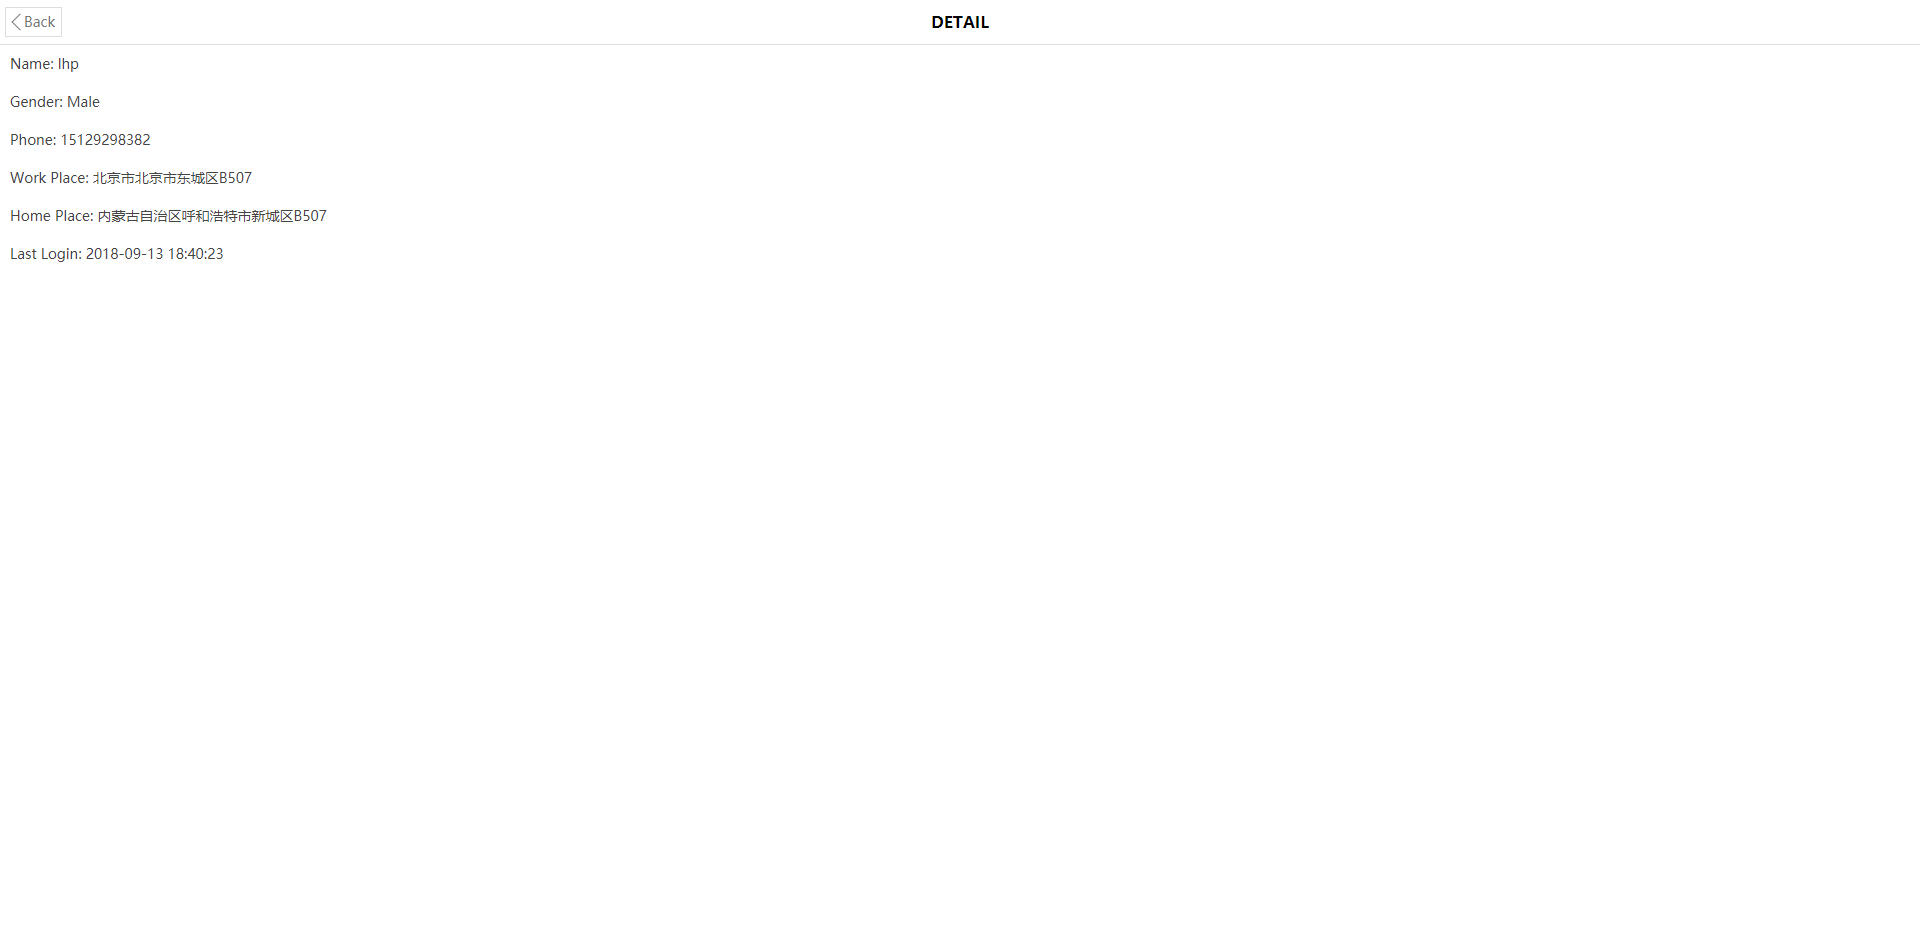 Back
DETAIL
Name: lhp
Gender: Male
Phone: 15129298382
Work Place: 北京市北京市东城区B507
Home Place: 内蒙古自治区呼和浩特市新城区B507
Last Login: 2018-09-13 18:40:23